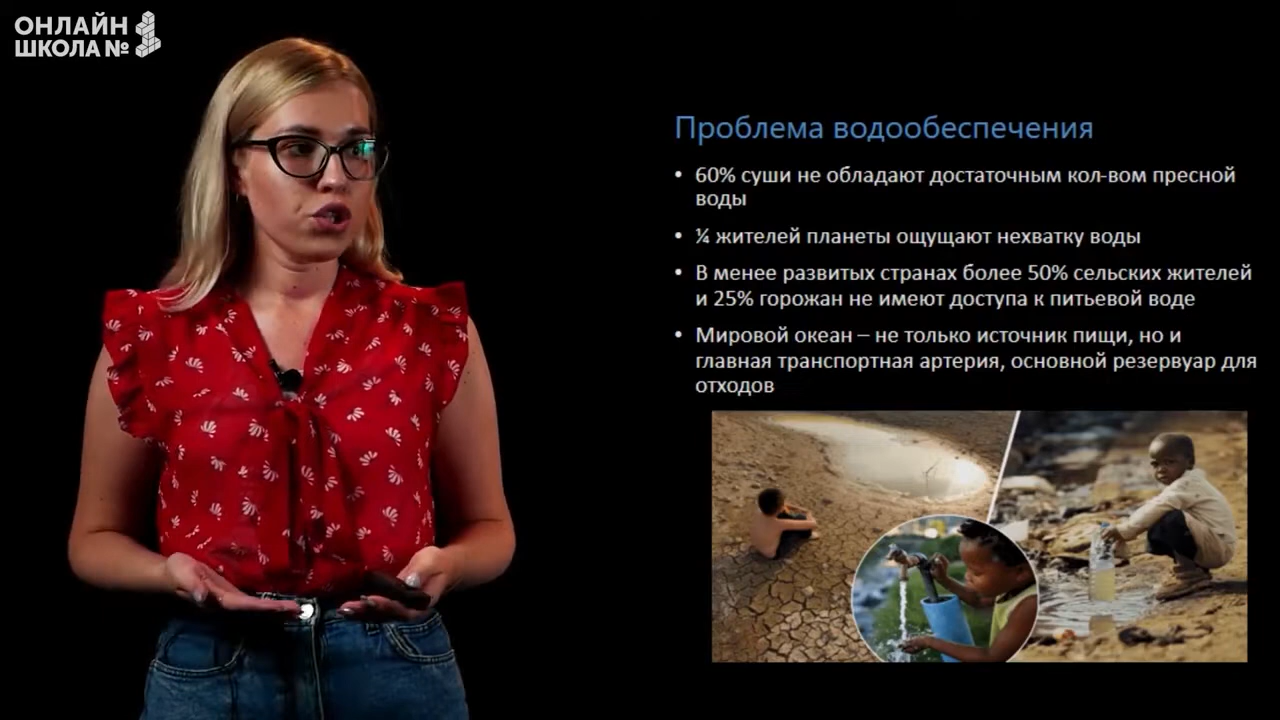 ОНЛАЙН
ШКОЛА №1
Проблема водообеспечения
• 60% суши не обладают достаточным кол-вом пресной
воды
• ¼ жителей планеты ощущают нехватку воды
• В менее развитых странах более 50% сельских жителей
и 25% горожан не имеют доступа к питьевой воде
• Мировой океан – не только источник пищи, но и
главная транспортная артерия, основной резервуар для
отходов